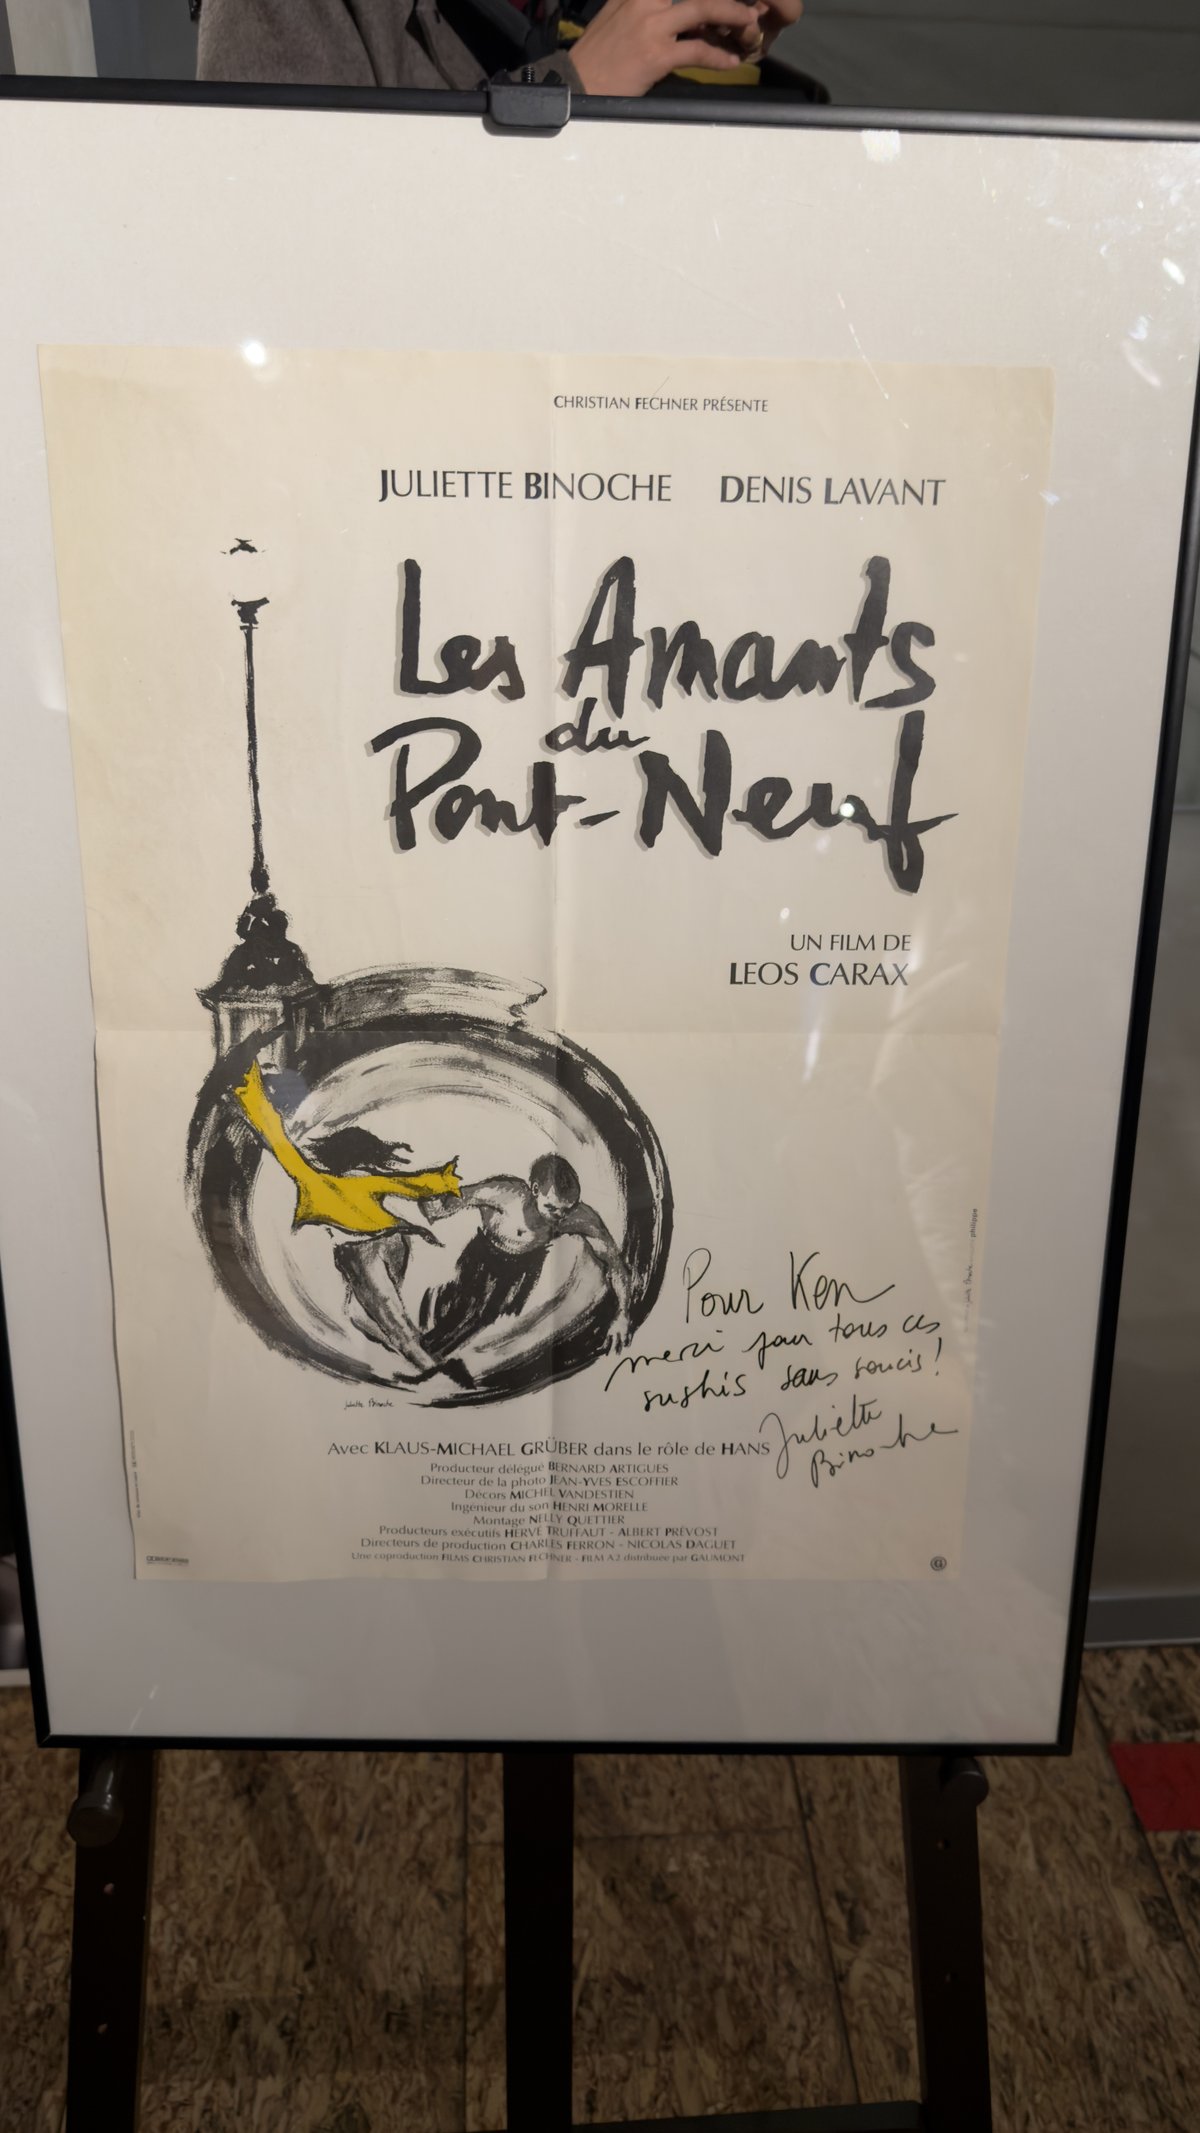 CHRISTIAN FECHNER PRÉSENTE
JULIETTE BINOCHE DENIS LAVANT
Les Amants
du
Pont-Neuf
UN FILM DE
LEOS CARAX
Pour Ken
merci pour tous ces
sushis sans soucis!
Juliette
Binoche
Juliette Binoche
Avec KLAUS-MICHAEL GRÜBER dans le rôle de HANS
Producteur délégué BERNARD ARTIGUES
Directeur de la photo JEAN-YVES ESCOFFIER
Décors MICHEL VANDESTIEN
Ingénieur du son HENRI MORELLE
Montage NELLY QUETTIER
Producteurs exécutifs HERVÉ TRUFFAUT - ALBERT PRÉVOST
Directeurs de production CHARLES FERRON - NICOLAS DAGUET
Une coproduction FILMS CHRISTIAN FECHNER - FILM A2 distribuée par GAUMONT
G